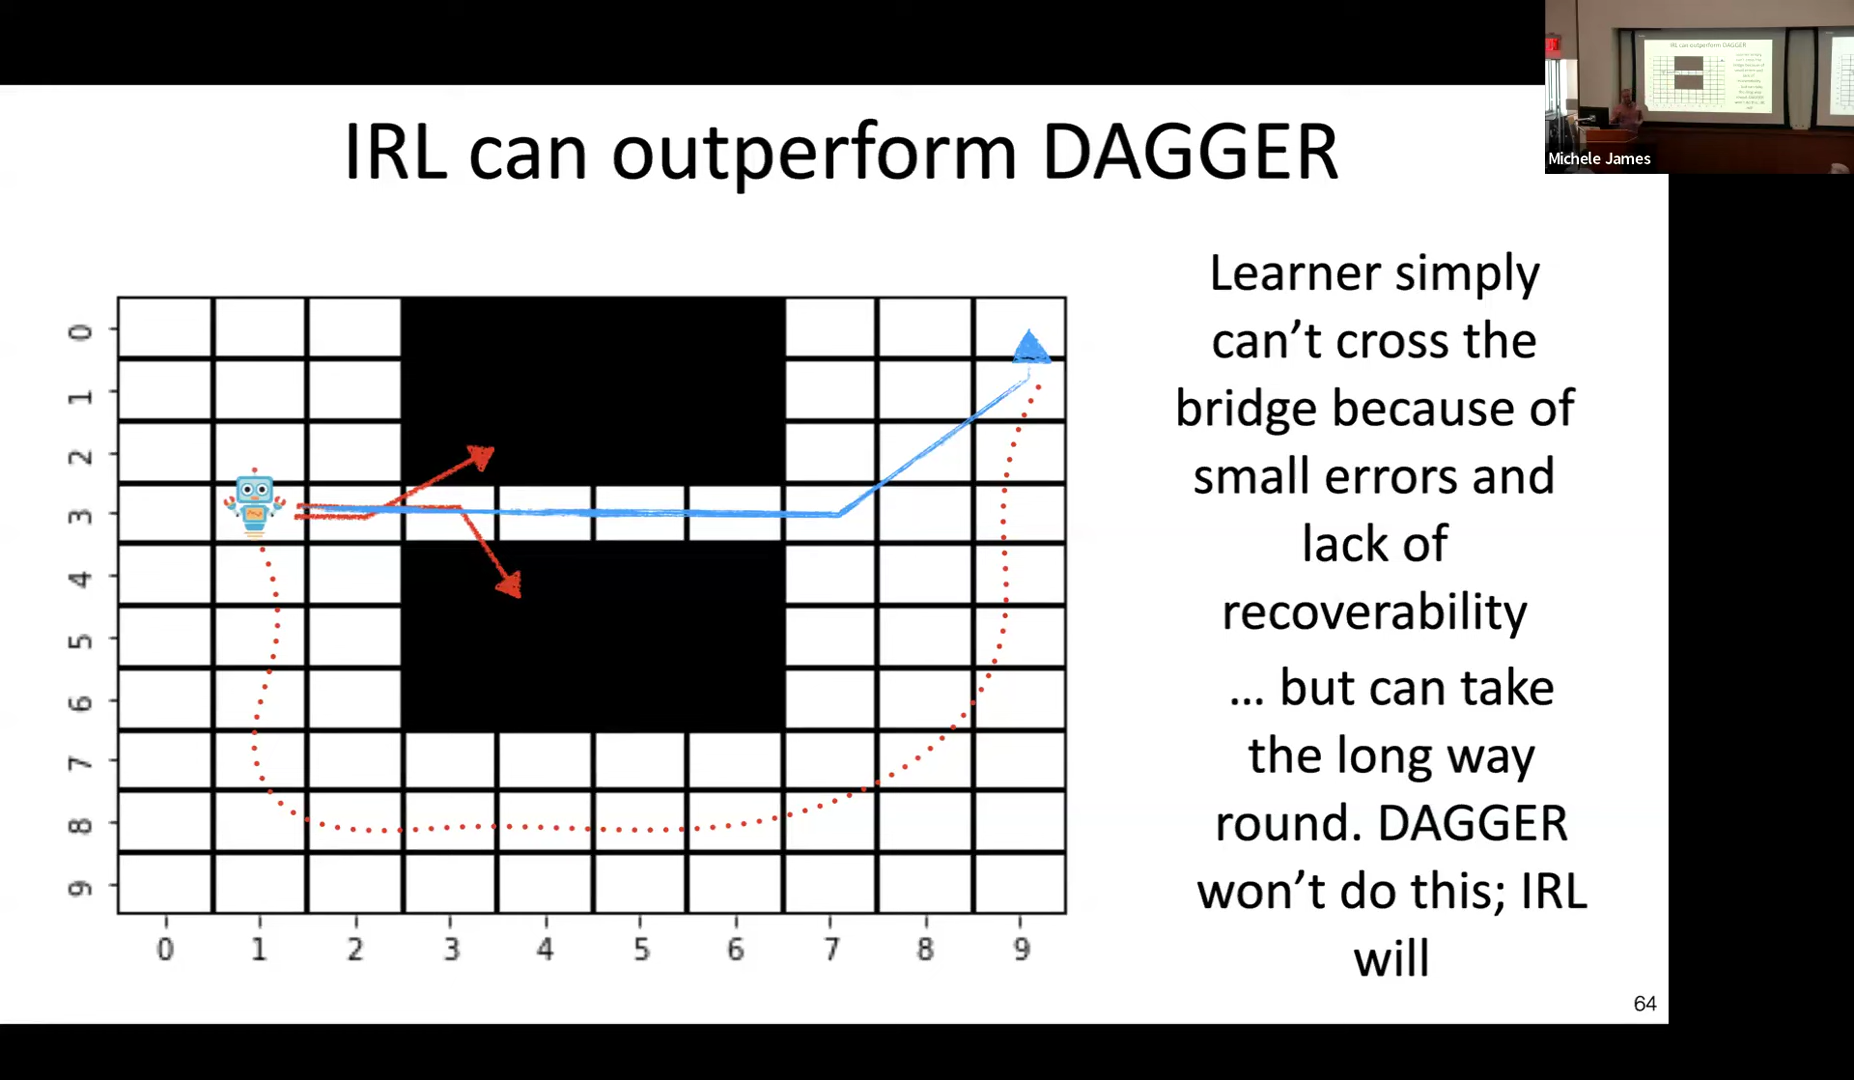 IRL can outperform DAGGER
Michele James
Learner simply
can't cross the
bridge because of
small errors and
lack of
recoverability
... but can take
the long way
round. DAGGER
won't do this; IRL
will
0
1
2
3
4
5
6
7
8
9
0 1 2 3 4 5 6 7 8 9
64